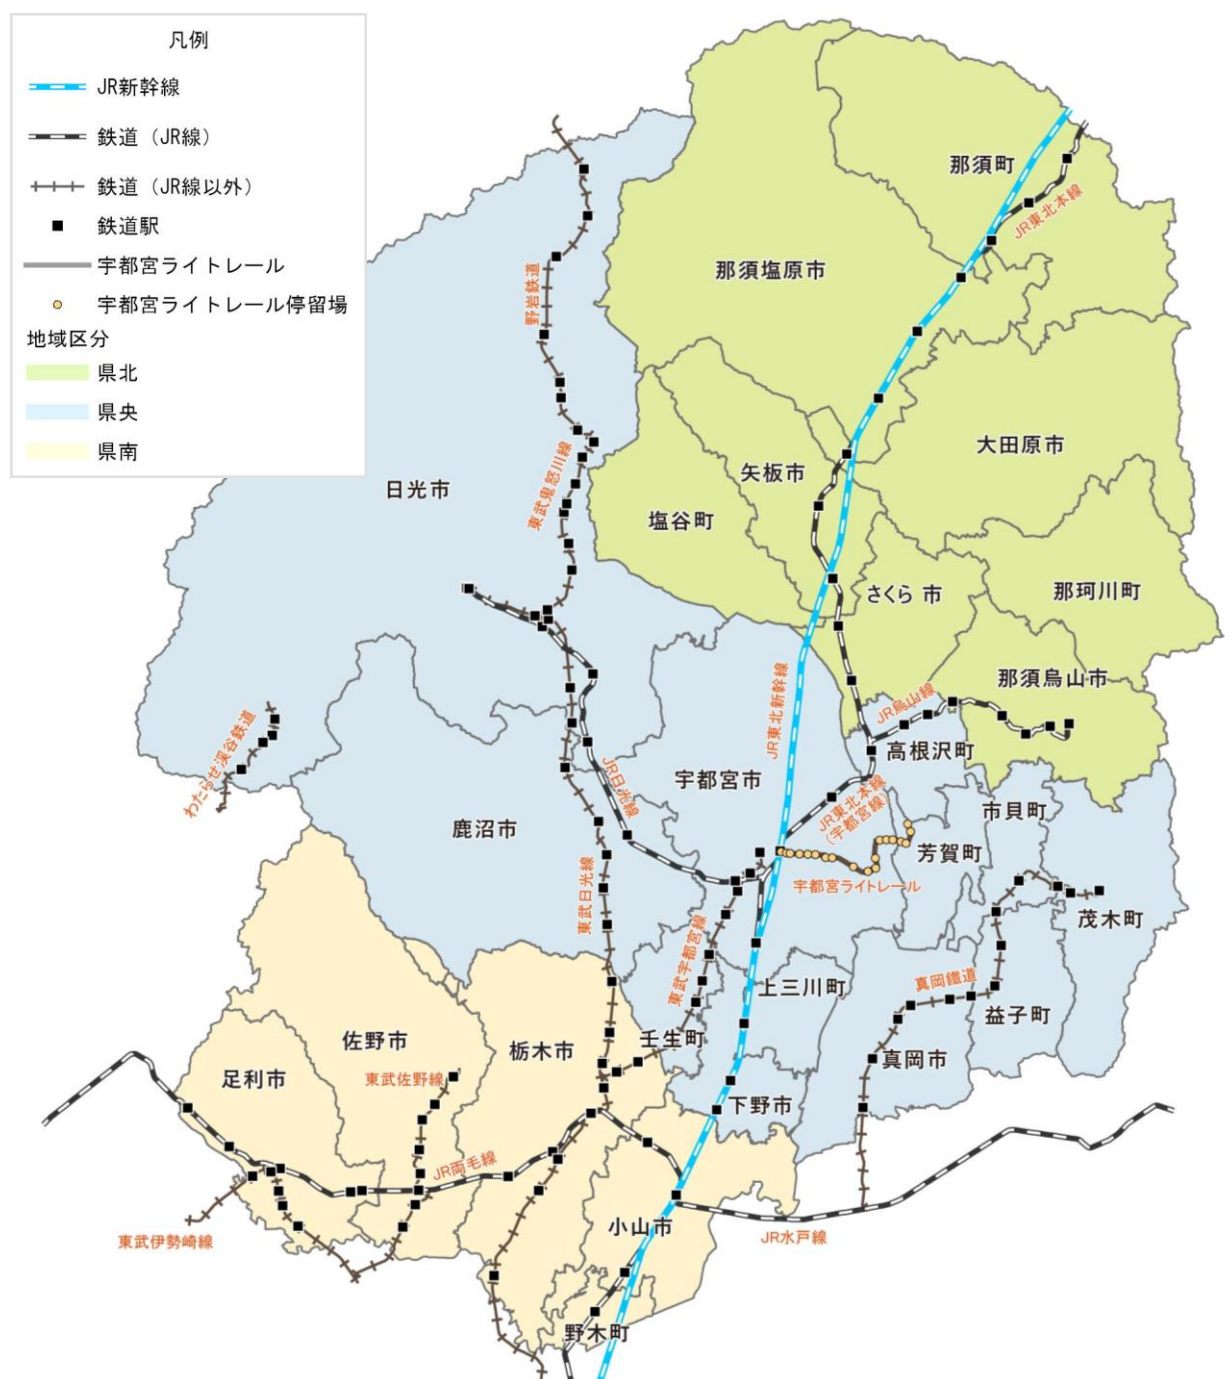 凡例
JR新幹線
鉄道（JR線）
鉄道（JR線以外）
鉄道駅
宇都宮ライトレール
宇都宮ライトレール停留場
地域区分
県北
県央
県南
那須町
JR東北本線
那須塩原市
野岩鉄道
大田原市
矢板市
日光市
東武鬼怒川線
塩谷町
さくら 市
那珂川町
那須烏山市
JR東北新幹線
JR烏山線
わたらせ渓谷鉄道
高根沢町
宇都宮市
JR日光線
JR東北本線
(宇都宮線)
市貝町
鹿沼市
芳賀町
宇都宮ライトレール
東武日光線
茂木町
東武宇都宮線
真岡鐵道
上三川町
益子町
佐野市
壬生町
栃木市
真岡市
足利市
東武佐野線
下野市
JR両毛線
小山市
東武伊勢崎線
JR水戸線
野木町